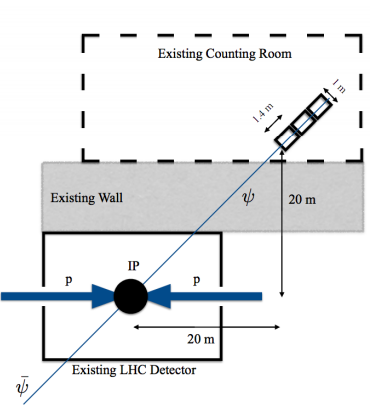 Existing Counting Room
1 m
1.4 m
Existing Wall
ψ
20 m
IP
p
p
20 m
Existing LHC Detector
ψ̄